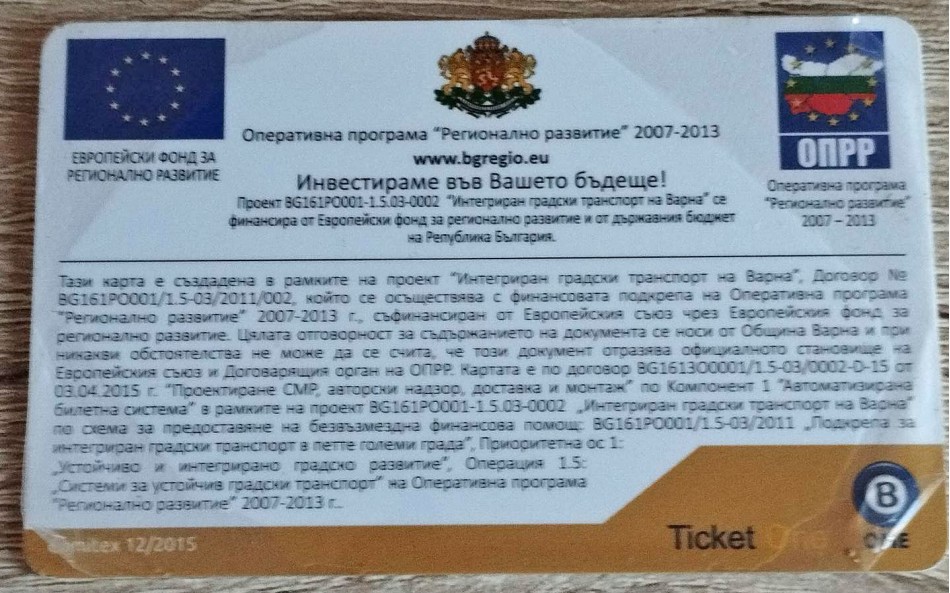 ЕВРОПЕЙСКИ ФОНД ЗА
РЕГИОНАЛНО РАЗВИТИЕ
Оперативна програма "Регионално развитие" 2007-2013
www.bgregio.eu
Инвестираме във Вашето бъдеще!
Проект BG161PO001-1.5.03-0002 "Интегриран градски транспорт на Варна" се
финансира от Европейски фонд за регионално развитие и от държавния бюджет
на Република България.
ОПРР
Оперативна програма
"Регионално развитие"
2007 – 2013
Тази карта е създадена в рамките на проект "Интегриран градски транспорт на Варна", Договор №
BG161PO001/1.5-03/2011/002, който се осъществява с финансовата подкрепа на Оперативна програма
"Регионално развитие" 2007-2013 г., съфинансиран от Европейския съюз чрез Европейския фонд за
регионално развитие. Цялата отговорност за съдържанието на документа се носи от Община Варна и при
никакви обстоятелства не може да се счита, че този документ отразява официалното становище на
Европейския съюз и Договарящия орган на ОПРР. Картата е по договор BG1613O0001/1.5-03/0002-D-15 от
03.04.2015 г. "Проектиране СМР, авторски надзор, доставка и монтаж" по Компонент 1 "Автоматизирана
билетна система" в рамките на проект BG161PO001-1.5.03-0002 „Интегриран градски транспорт на Варна"
по схема за предоставяне на безвъзмездна финансова помощ: BG161PO001/1.5-03/2011 „Подкрепа за
интегриран градски транспорт в петте големи града", Приоритетна ос 1:
„Устойчиво и интегрирано градско развитие", Операция 1.5:
„Системи за устойчив градски транспорт" на Оперативна програма
"Регионално развитие" 2007-2013 г..
12/2015
Ticket One
B
ONE